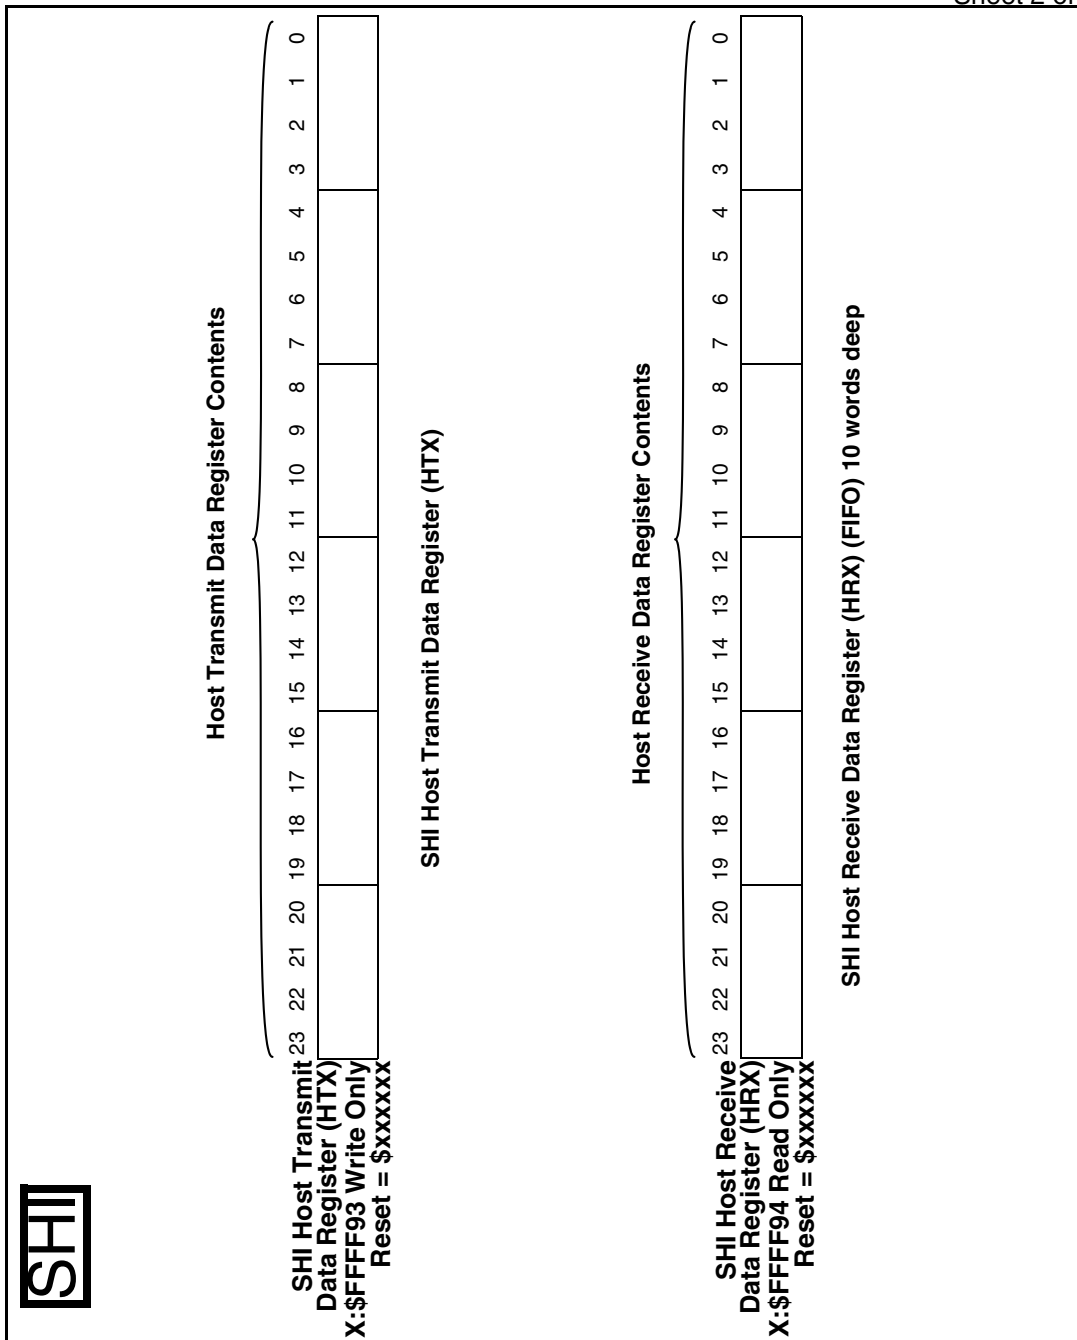 Sheet 2 of
SHI
Host Transmit Data Register Contents
23 22 21 20 19 18 17 16 15 14 13 12 11 10 9 8 7 6 5 4 3 2 1 0
SHI Host Transmit
Data Register (HTX)
X:$FFFF93 Write Only
Reset = $xxxxxx
SHI Host Transmit Data Register (HTX)
Host Receive Data Register Contents
23 22 21 20 19 18 17 16 15 14 13 12 11 10 9 8 7 6 5 4 3 2 1 0
SHI Host Receive
Data Register (HRX)
X:$FFFF94 Read Only
Reset = $xxxxxx
SHI Host Receive Data Register (HRX) (FIFO) 10 words deep